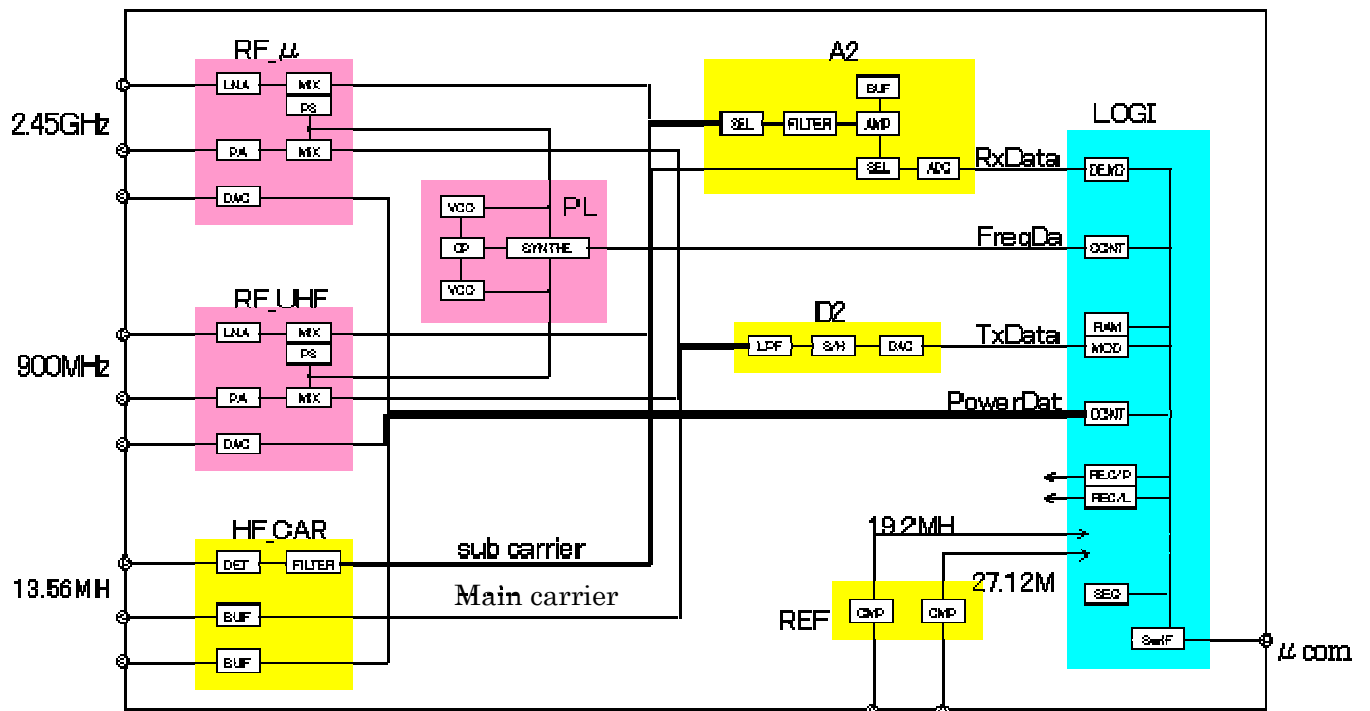 RF_μ
LNA
MIX
PS
2.45GHz
PA
MIX
DAC
A2
BUF
SEL
FILTER
AMP
SEL
ADC
LOGI
RxData
DEMO
PL
VCO
CP
SYNTHE
VCO
FreqDa
CONT
RF_UHF
LNA
MIX
PS
900MHz
PA
MIX
DAC
D2
LPF
S/H
DAC
TxData
RAM
MOD
PowerDat
CONT
REG/P
REG/L
HF_CAR
DET
FILTER
sub carrier
13.56MH
BUF
Main carrier
BUF
19.2MH
27.12M
REF
CMP
CMP
SEQ
μ com